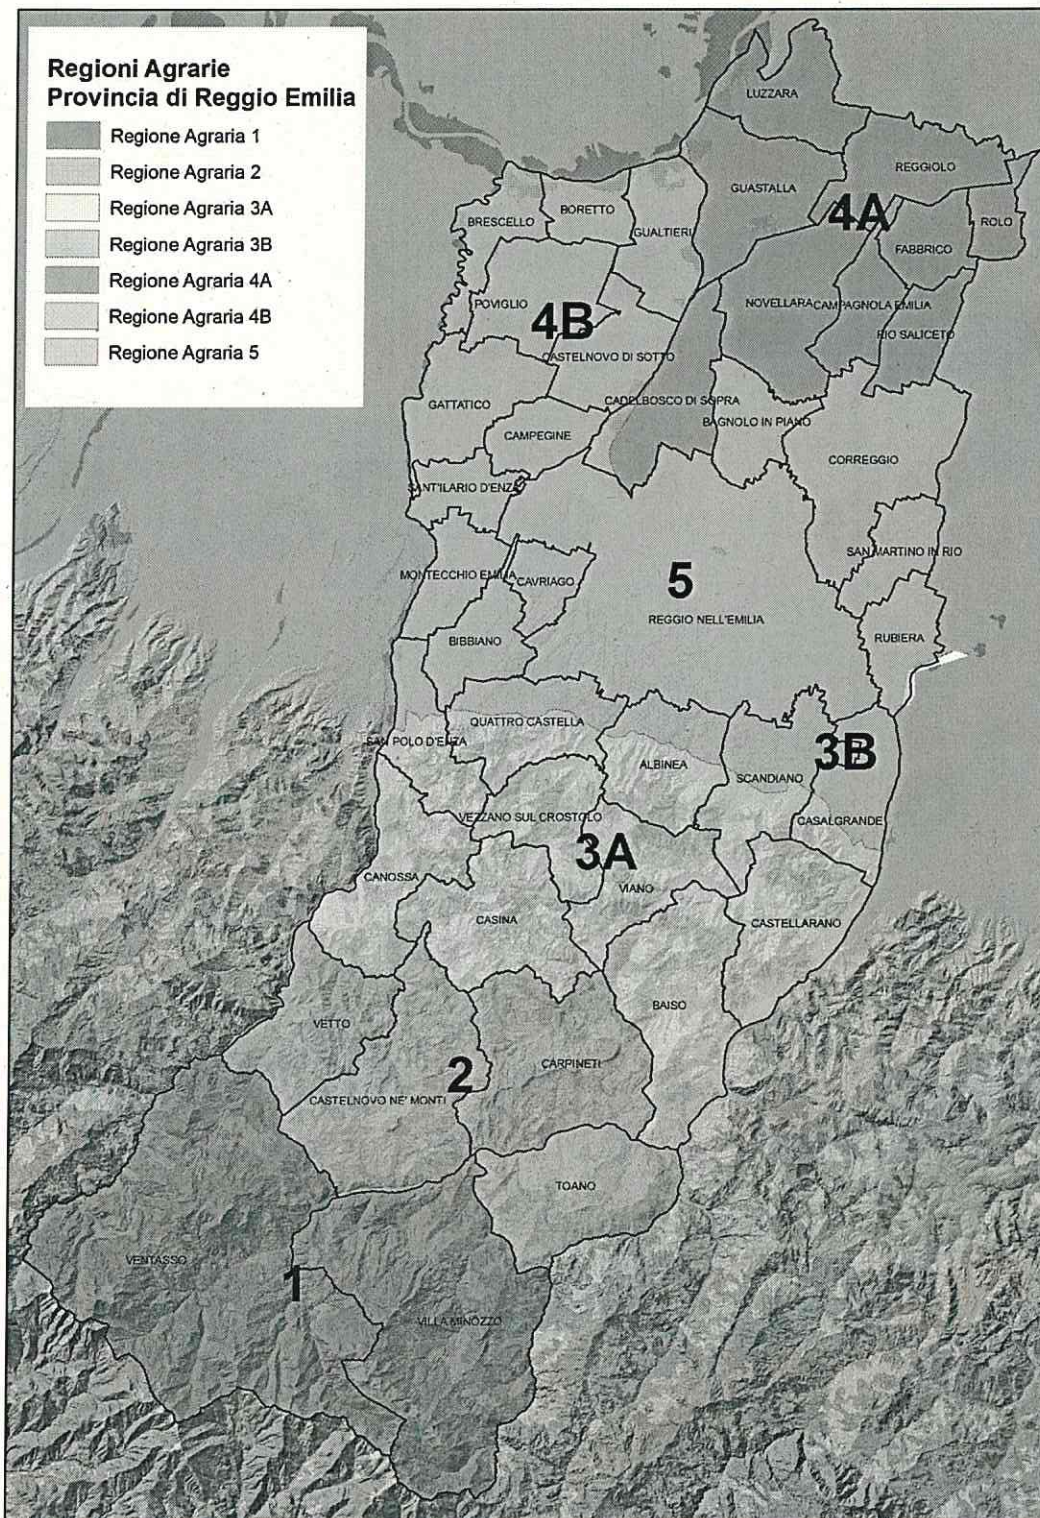 Regioni Agrarie
Provincia di Reggio Emilia
Regione Agraria 1
Regione Agraria 2
Regione Agraria 3A
Regione Agraria 3B
Regione Agraria 4A
Regione Agraria 4B
Regione Agraria 5
LUZZARA
REGGIOLO
GUASTALLA
4A
ROLO
BRESCELLO
BORETTO
GUALTIERI
FABBRICO
POVIGLIO
4B
NOVELLARA
CAMPAGNOLA EMILIA
RIO SALICETO
CASTELNOVO DI SOTTO
GATTATICO
CADELBOSCO DI SOPRA
BAGNOLO IN PIANO
CAMPEGINE
CORREGGIO
SANT'ILARIO D'ENZA
SAN MARTINO IN RIO
MONTECCHIO EMILIA
CAVRIAGO
5
REGGIO NELL'EMILIA
BIBBIANO
RUBIERA
QUATTRO CASTELLA
SAN POLO D'ENZA
3B
ALBINEA
SCANDIANO
VEZZANO SUL CROSTOLO
CASALGRANDE
3A
CANOSSA
VIANO
CASINA
CASTELLARANO
BAISO
VETTO
CARPINETI
2
CASTELNOVO NE' MONTI
TOANO
VENTASSO
1
VILLA MINOZZO